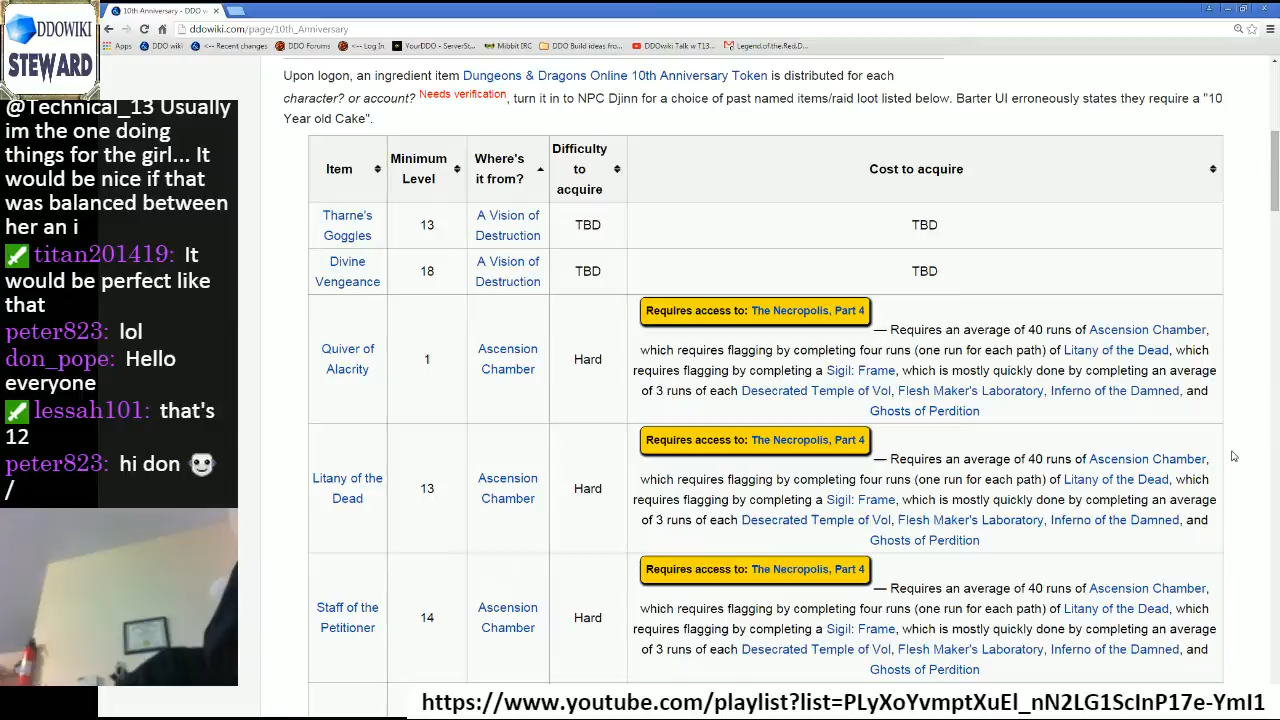 DDOWIKI
STEWARD
@Technical_13 Usually
im the one doing
things for the girl... It
would be nice if that
was balanced between
her an i
titan201419: It
would be perfect like
that
peter823: lol
don_pope: Hello
everyone
lessah101: that's
12
peter823: hi don
/
10th Anniversary - DDO w
ddowiki.com/page/10th_Anniversary
Apps DDO wiki <-- Recent changes DDO Forums <-- Log In YourDDO - ServerSt... Mibbit IRC DDO Build ideas from... DDOwiki Talk w T13... Legend.of.the.Red...
Upon logon, an ingredient item Dungeons & Dragons Online 10th Anniversary Token is distributed for each
character? or account? Needs verification, turn it in to NPC Djinn for a choice of past named items/raid loot listed below. Barter UI erroneously states they require a "10
Year old Cake".
Item
Minimum
Level
Where's
it from?
Difficulty
to
acquire
Cost to acquire
Tharne's
Goggles
13
A Vision of
Destruction
TBD
TBD
Divine
Vengeance
18
A Vision of
Destruction
TBD
TBD
Quiver of
Alacrity
1
Ascension
Chamber
Hard
Requires access to: The Necropolis, Part 4
— Requires an average of 40 runs of Ascension Chamber,
which requires flagging by completing four runs (one run for each path) of Litany of the Dead, which
requires flagging by completing a Sigil: Frame, which is mostly quickly done by completing an average
of 3 runs of each Desecrated Temple of Vol, Flesh Maker's Laboratory, Inferno of the Damned, and
Ghosts of Perdition
Litany of the
Dead
13
Ascension
Chamber
Hard
Requires access to: The Necropolis, Part 4
— Requires an average of 40 runs of Ascension Chamber,
which requires flagging by completing four runs (one run for each path) of Litany of the Dead, which
requires flagging by completing a Sigil: Frame, which is mostly quickly done by completing an average
of 3 runs of each Desecrated Temple of Vol, Flesh Maker's Laboratory, Inferno of the Damned, and
Ghosts of Perdition
Staff of the
Petitioner
14
Ascension
Chamber
Hard
Requires access to: The Necropolis, Part 4
— Requires an average of 40 runs of Ascension Chamber,
which requires flagging by completing four runs (one run for each path) of Litany of the Dead, which
requires flagging by completing a Sigil: Frame, which is mostly quickly done by completing an average
of 3 runs of each Desecrated Temple of Vol, Flesh Maker's Laboratory, Inferno of the Damned, and
Ghosts of Perdition
https://www.youtube.com/playlist?list=PLyXoYvmptXuEl_nN2LG1ScInP17e-YmI1